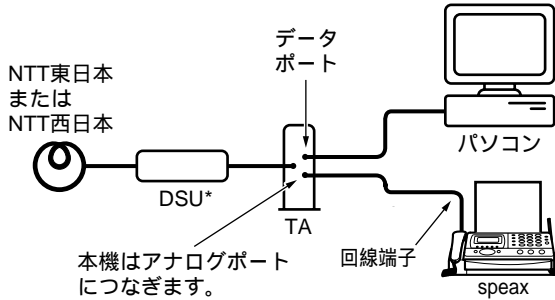 NTT東日本
または
NTT西日本
DSU*
データ
ポート
TA
パソコン
本機はアナログポート
につなぎます。
回線端子
speax